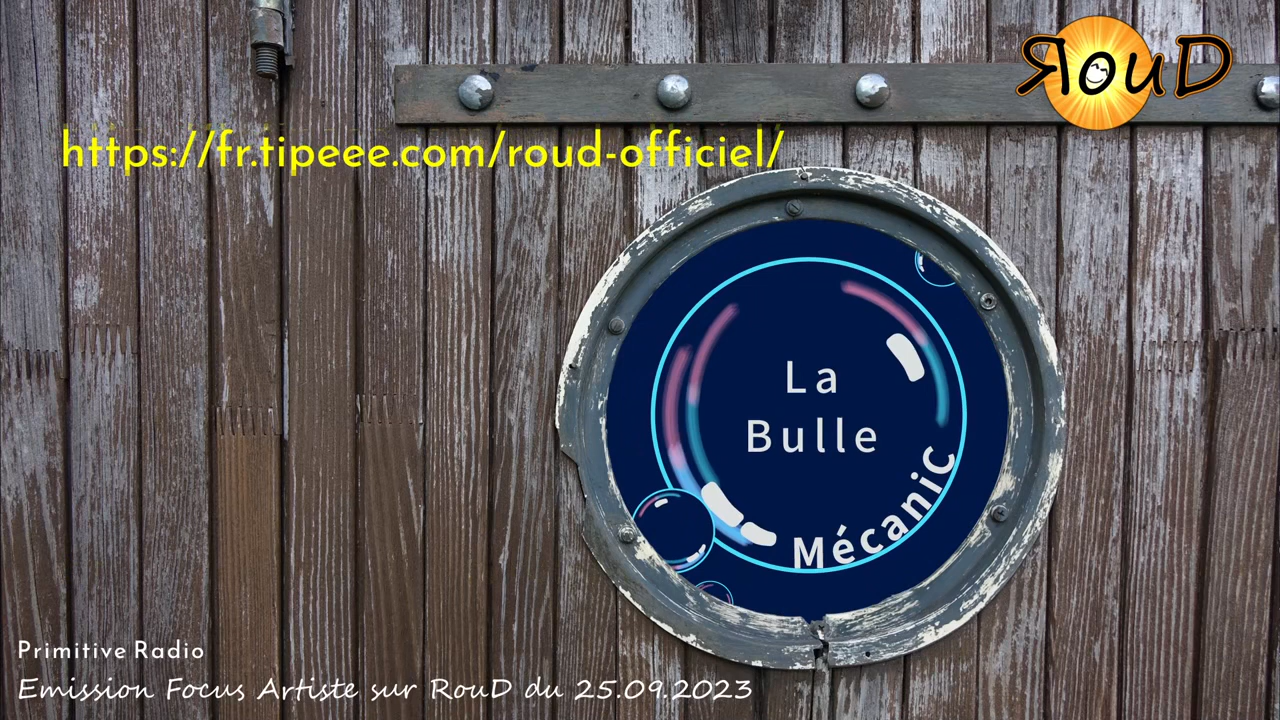 RouD
https://fr.tipeee.com/roud-officiel/
La
Bulle
Mécanic
Primitive Radio
Emission Focus Artiste sur RouD du 25.09.2023